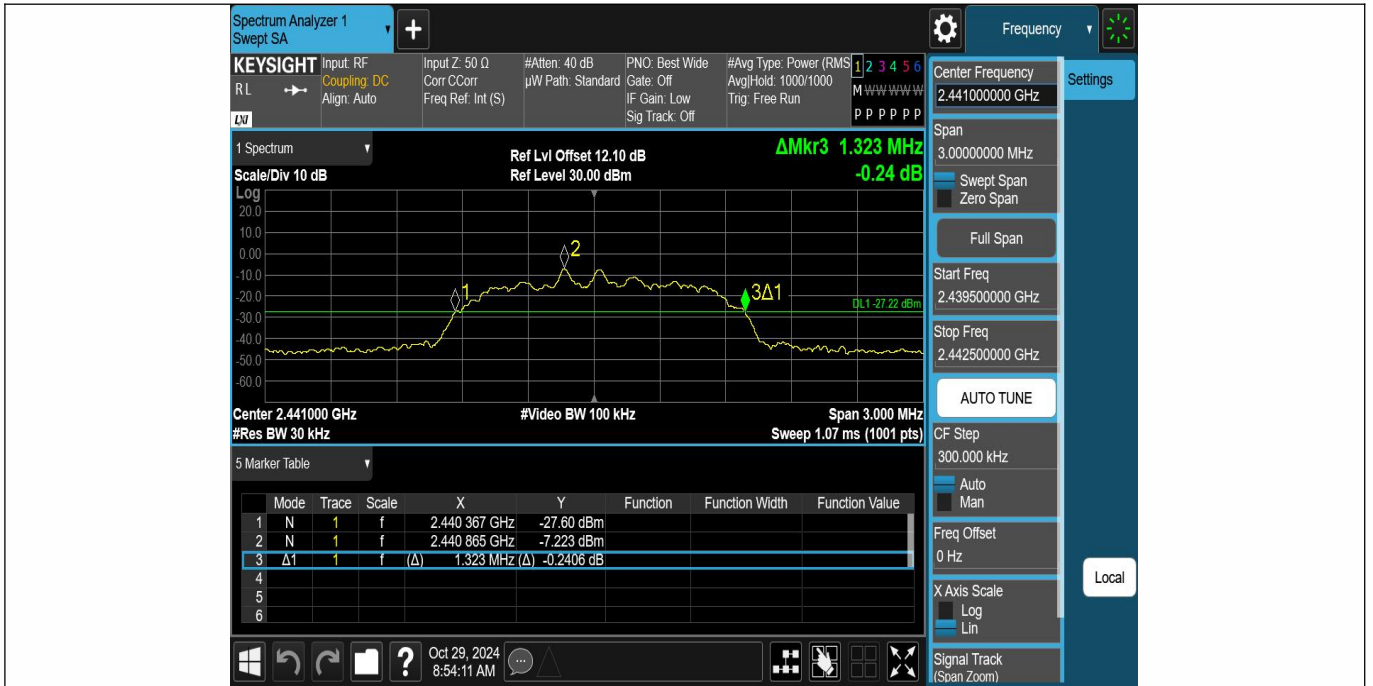 Spectrum Analyzer 1
Swept SA
+
Frequency
KEYSIGHT
RL
LXI
Input: RF
Coupling: DC
Align: Auto
Input Z: 50 Ω
Corr CCorr
Freq Ref: Int (S)
#Atten: 40 dB
µW Path: Standard
PNO: Best Wide
Gate: Off
IF Gain: Low
Sig Track: Off
#Avg Type: Power (RMS
Avg|Hold: 1000/1000
Trig: Free Run
1 2 3 4 5 6
M W W W W W
P P P P P P
1 Spectrum
Scale/Div 10 dB
Ref Lvl Offset 12.10 dB
Ref Level 30.00 dBm
ΔMkr3 1.323 MHz
-0.24 dB
Log
20.0
10.0
0.00
-10.0
-20.0
-30.0
-40.0
-50.0
-60.0
1
2
3Δ1
DL1 -27.22 dBm
Center 2.441000 GHz
#Res BW 30 kHz
#Video BW 100 kHz
Span 3.000 MHz
Sweep 1.07 ms (1001 pts)
5 Marker Table
Mode Trace Scale X Y Function Function Width Function Value
1 N 1 f 2.440 367 GHz -27.60 dBm
2 N 1 f 2.440 865 GHz -7.223 dBm
3 Δ1 1 f (Δ) 1.323 MHz (Δ) -0.2406 dB
4
5
6
?
Oct 29, 2024
8:54:11 AM
Center Frequency
2.441000000 GHz
Settings
Span
3.00000000 MHz
Swept Span
Zero Span
Full Span
Start Freq
2.439500000 GHz
Stop Freq
2.442500000 GHz
AUTO TUNE
CF Step
300.000 kHz
Auto
Man
Freq Offset
0 Hz
X Axis Scale
Log
Lin
Signal Track
(Span Zoom)
Local